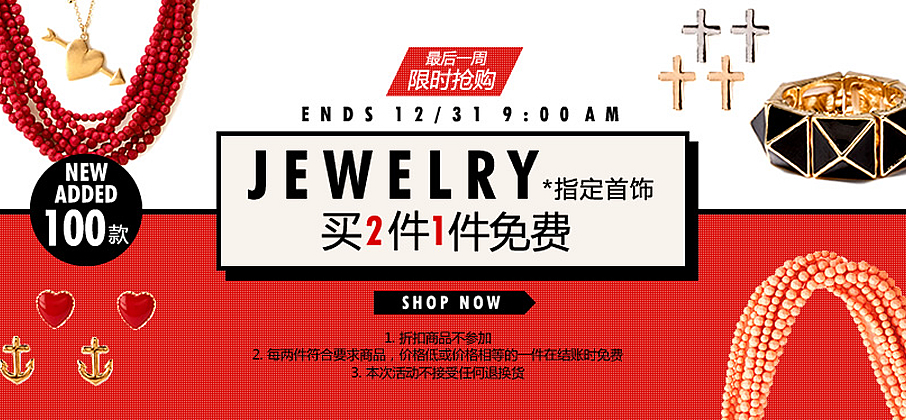 最后一周
限时抢购
ENDS 12/31 9:00 AM
JEWELRY *指定首饰
买2件1件免费
NEW
ADDED
100款
SHOP NOW
1. 折扣商品不参加
2. 每两件符合要求商品，价格低或价格相等的一件在结账时免费
3. 本次活动不接受任何退换货